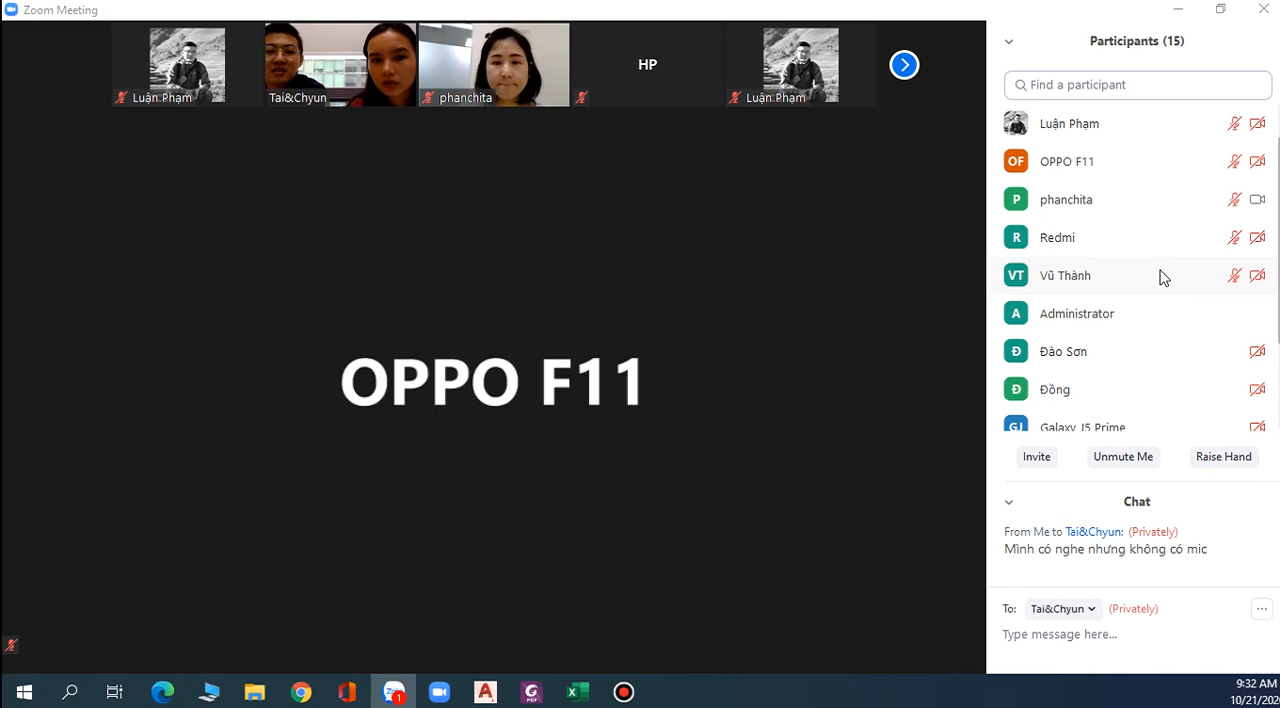 Zoom Meeting
Luận Phạm
Tai&Chyun
phanchita
HP
Luận Phạm
OPPO F11
Participants (15)
Find a participant
Luận Phạm
OF OPPO F11
P phanchita
R Redmi
VT Vũ Thành
A Administrator
Đ Đào Sơn
Đ Đồng
GJ Galaxy J5 Prime
Invite Unmute Me Raise Hand
Chat
From Me to Tai&Chyun: (Privately)
Mình có nghe nhưng không có mic
To: Tai&Chyun (Privately)
Type message here...
Zalo 1
9:32 AM
10/21/202